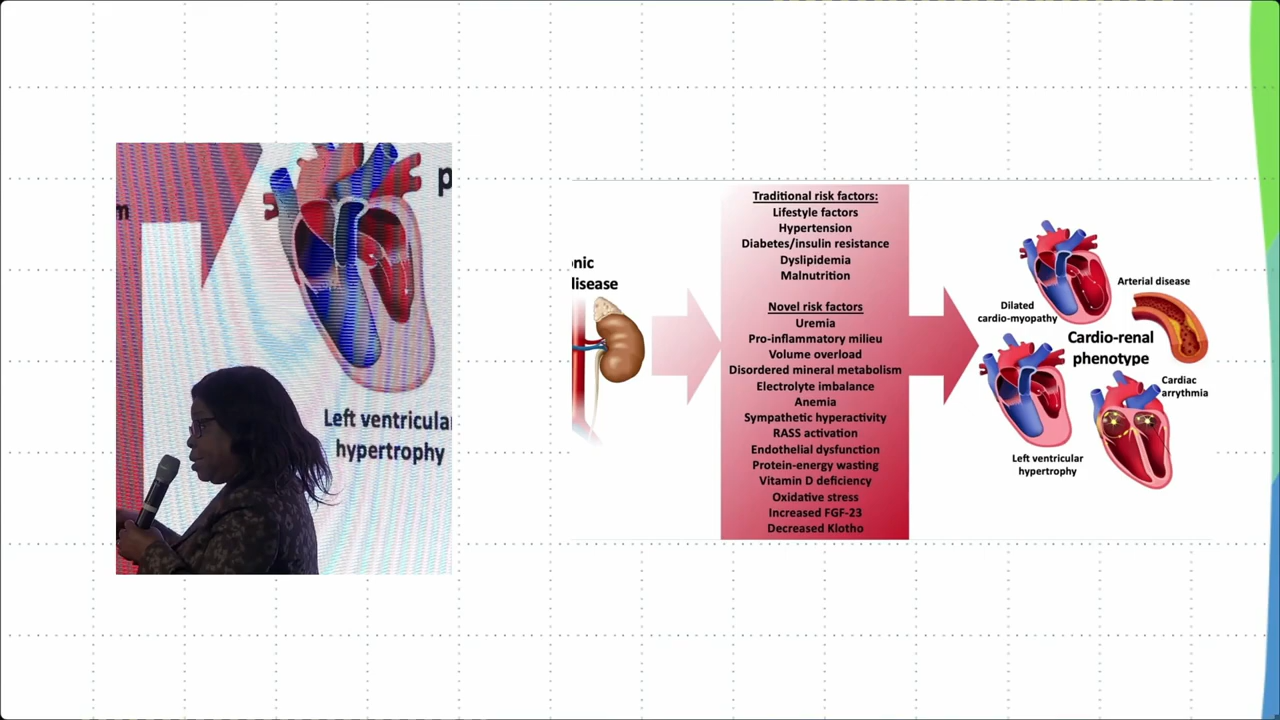 m
p
Left ventricular
hypertrophy
onic
disease
Traditional risk factors:
Lifestyle factors
Hypertension
Diabetes/insulin resistance
Dyslipidemia
Malnutrition
Novel risk factors
Uremia
Pro-inflammatory milieu
Volume overload
Disordered mineral metabolism
Electrolyte imbalance
Anemia
Sympathetic hyperactivity
RASS activation
Endothelial dysfunction
Protein-energy wasting
Vitamin D deficiency
Oxidative stress
Increased FGF-23
Decreased Klotho
Arterial disease
Dilated
cardio-myopathy
Cardio-renal
phenotype
Cardiac
arrythmia
Left ventricular
hypertrophy